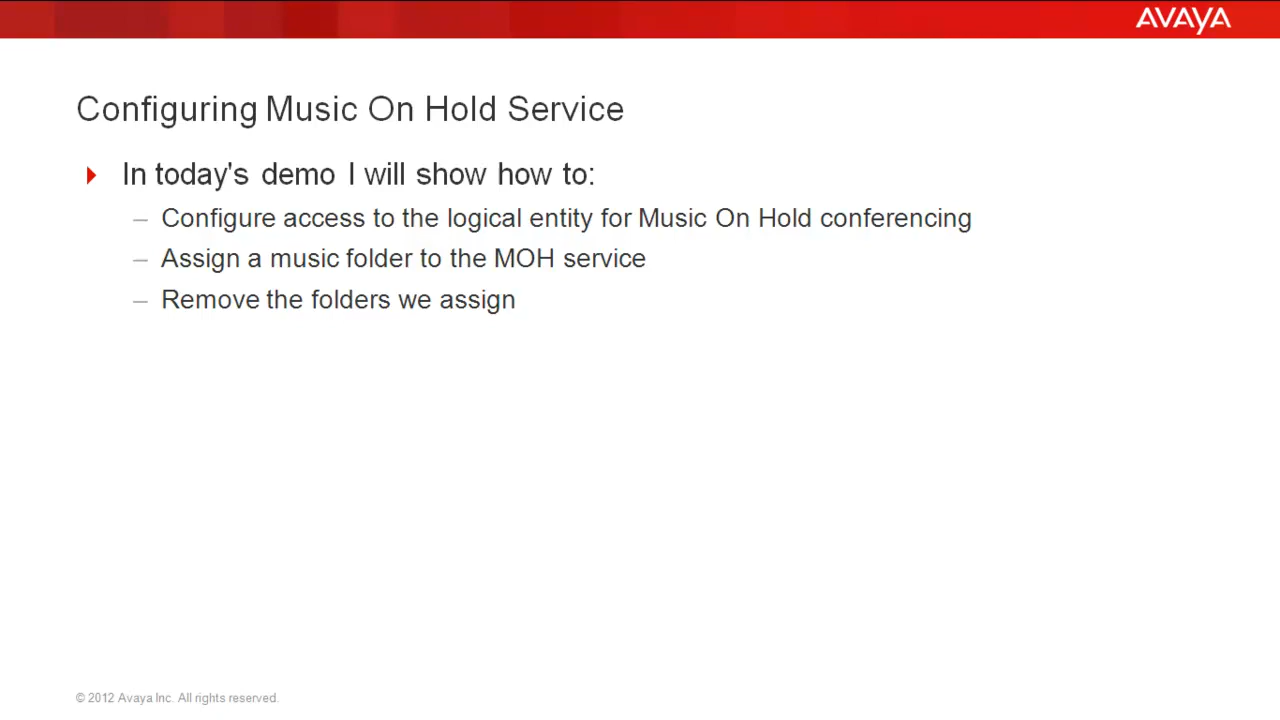 AVAYA
Configuring Music On Hold Service
In today's demo I will show how to:
– Configure access to the logical entity for Music On Hold conferencing
– Assign a music folder to the MOH service
– Remove the folders we assign
© 2012 Avaya Inc. All rights reserved.